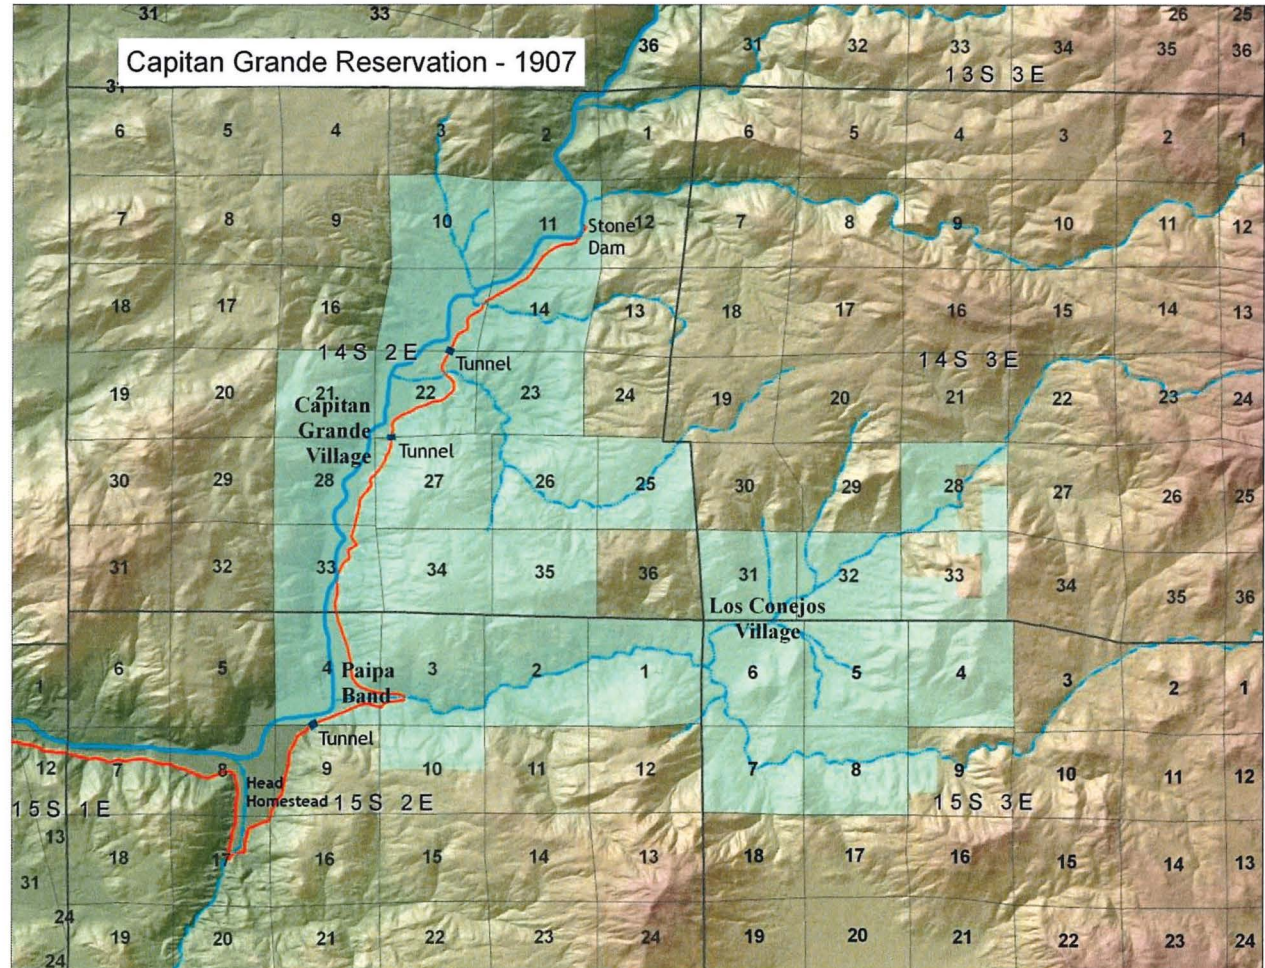 31 33 26 25
Capitan Grande Reservation - 1907
36 31 32 33 34 35 36
13S 3E
31
6 5 4 3 2 1 6 5 4 3 2 1
7 8 9 10 11 Stone 12 7 8 9 10 11 12
Dam
18 17 16 14 13 18 17 16 15 14 13
14S 2E Tunnel 14S 3E
19 20 21 22 23 24 19 20 21 22 23 24
Capitan
Grande
Village Tunnel
30 29 28 27 26 25 30 29 28 27 26 25
31 32 33 34 35 36 31 32 33 34 35 36
Los Conejos
Village
1 6 5 4 Paipa 3 2 1 6 5 4 3 2 1
Band
Tunnel
12 7 8 9 10 11 12 7 8 9 10 11 12
Head
Homestead 15S 2E 15S 3E
15S 1E
13 18 17 16 15 14 13 18 17 16 15 14 13
31
24 19 20 21 22 23 24 19 20 21 22 23 24
24